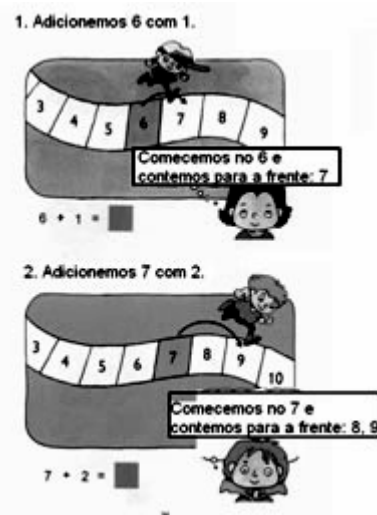 1. Adicionemos 6 com 1.
3 4 5 6 7 8 9
Comecemos no 6 e
contemos para a frente: 7
6 + 1 =
2. Adicionemos 7 com 2.
3 4 5 6 7 8 9 10
Comecemos no 7 e
contemos para a frente: 8, 9
7 + 2 =